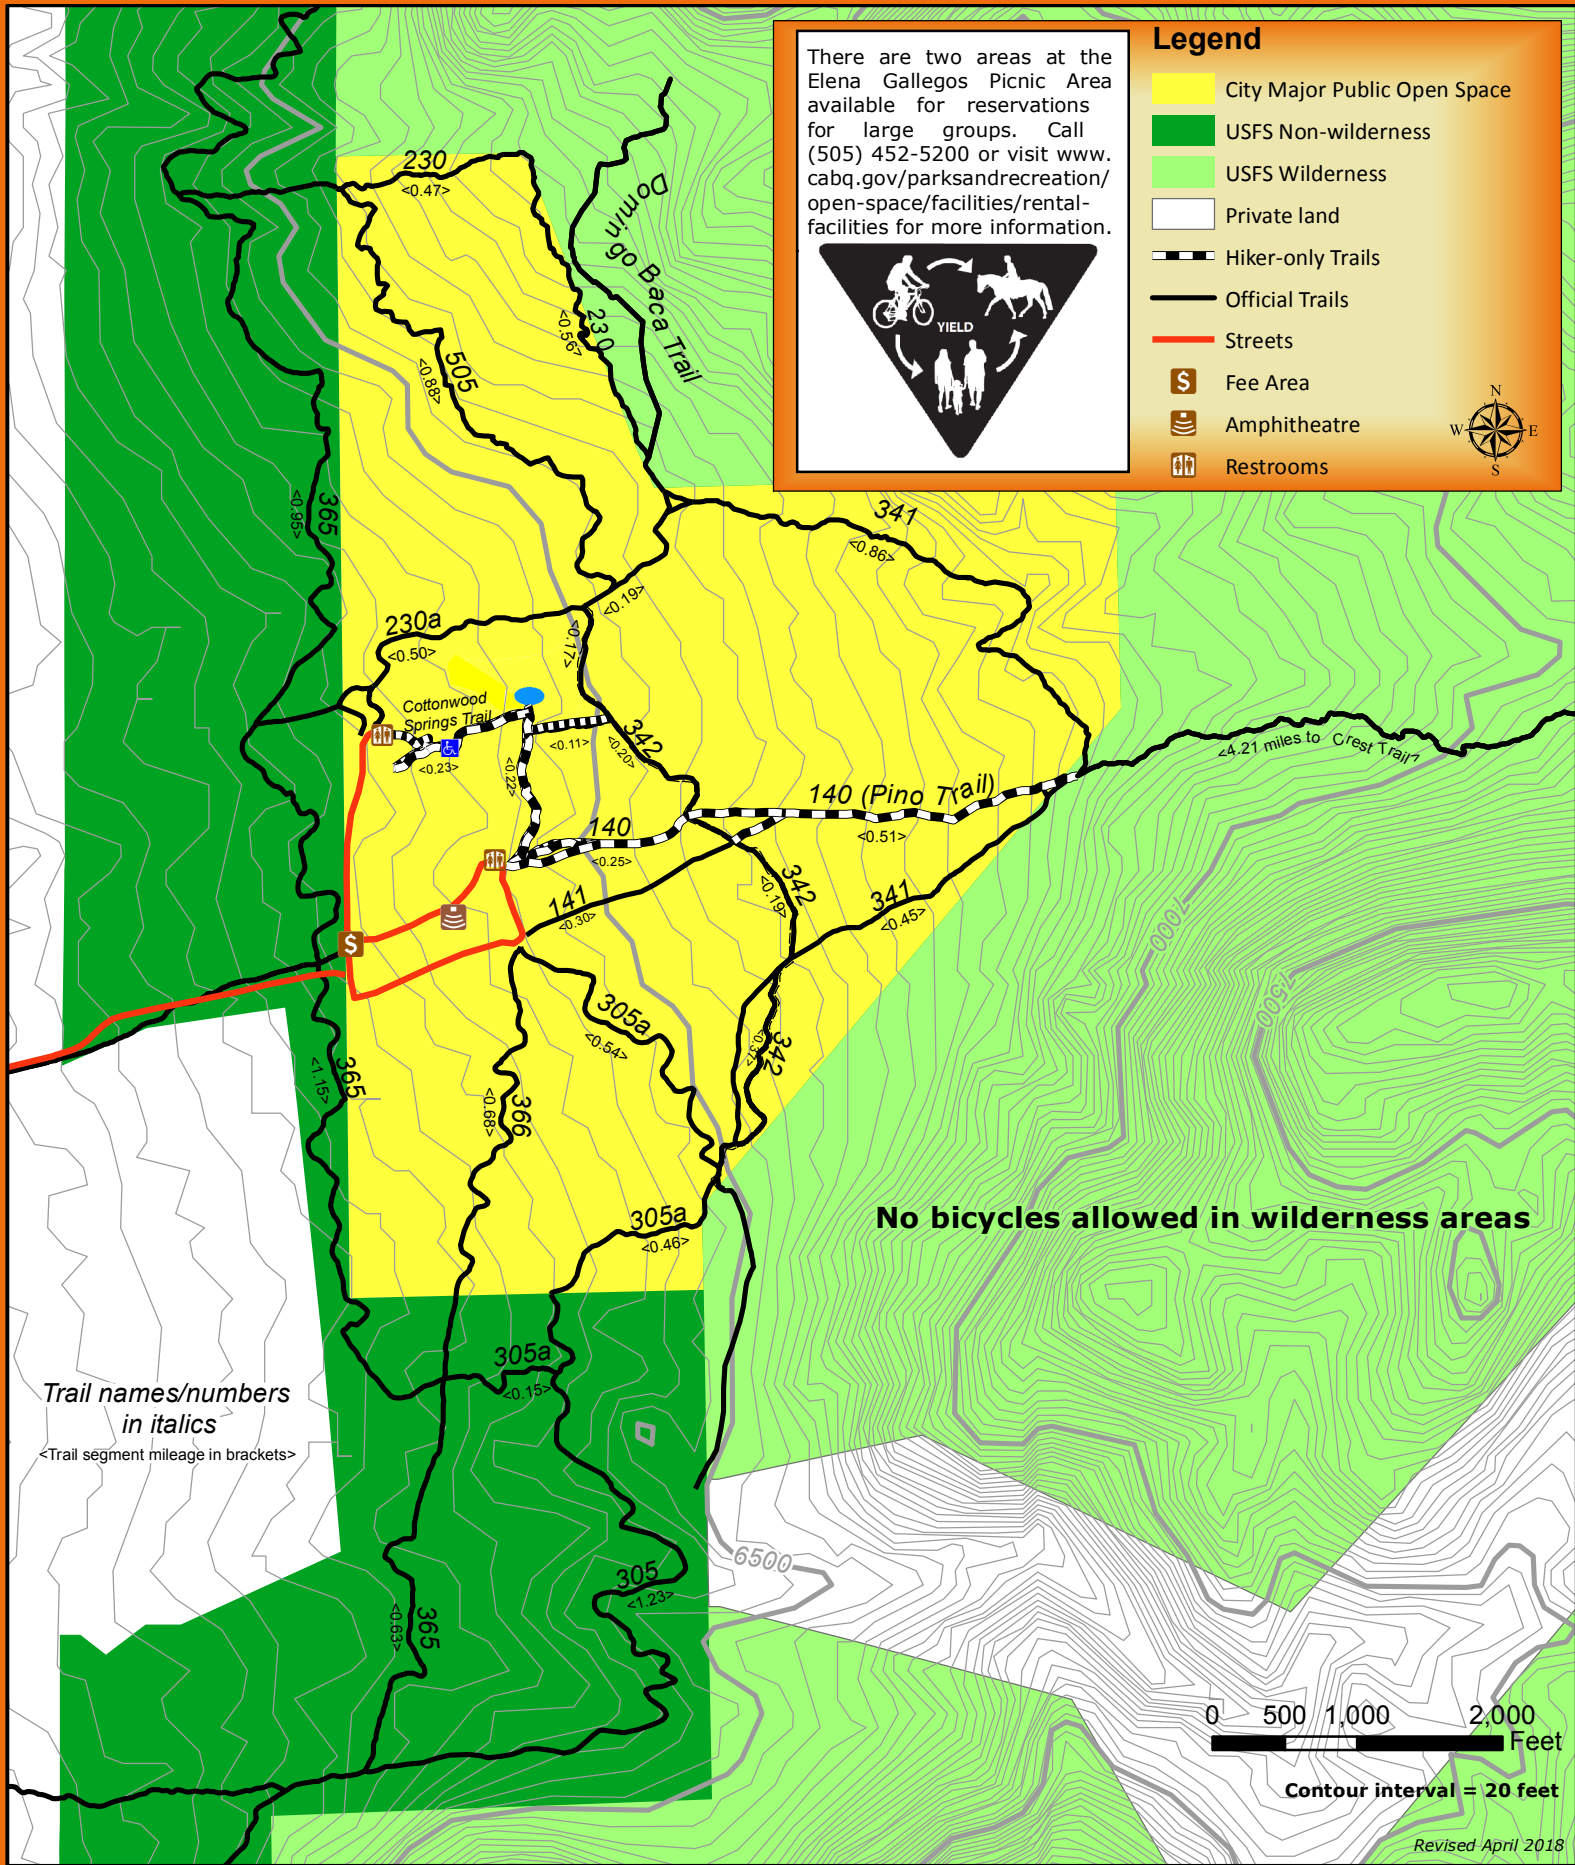 There are two areas at the
Elena Gallegos Picnic Area
available for reservations
for large groups. Call
(505) 452-5200 or visit www.
cabq.gov/parksandrecreation/
open-space/facilities/rental-
facilities for more information.
YIELD
Legend
City Major Public Open Space
USFS Non-wilderness
USFS Wilderness
Private land
Hiker-only Trails
Official Trails
Streets
$ Fee Area
Amphitheatre
Restrooms
N
W E
S
230
<0.47>
Domingo Baca Trail
230
<0.56>
505
<0.88>
365
<0.95>
341
<0.86>
<0.19>
230a
<0.50>
<0.17>
Cottonwood
Springs Trail
<0.23>
<0.11>
342
<0.20>
<0.22>
<4.21 miles to Crest Trail>
140 (Pino Trail)
<0.51>
140
<0.25>
342
<0.19>
341
<0.45>
141
<0.30>
$
7000
7500
305a
<0.54>
342
<0.37>
365
<1.15>
366
<0.68>
No bicycles allowed in wilderness areas
305a
<0.46>
305a
<0.15>
Trail names/numbers
in italics
<Trail segment mileage in brackets>
6500
305
<1.23>
365
<0.63>
0 500 1,000 2,000
Feet
Contour interval = 20 feet
Revised April 2018